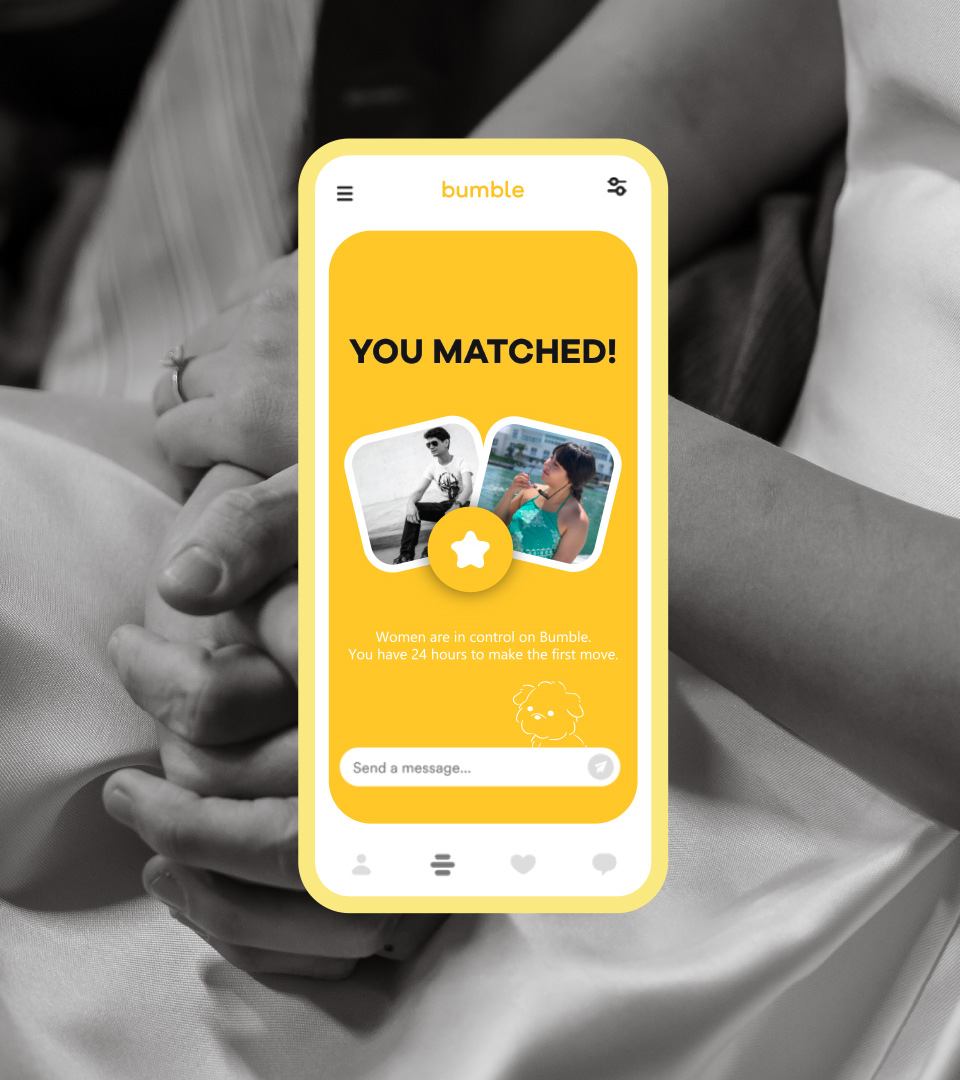 bumble
YOU MATCHED!
Women are in control on Bumble.
You have 24 hours to make the first move.
Send a message...